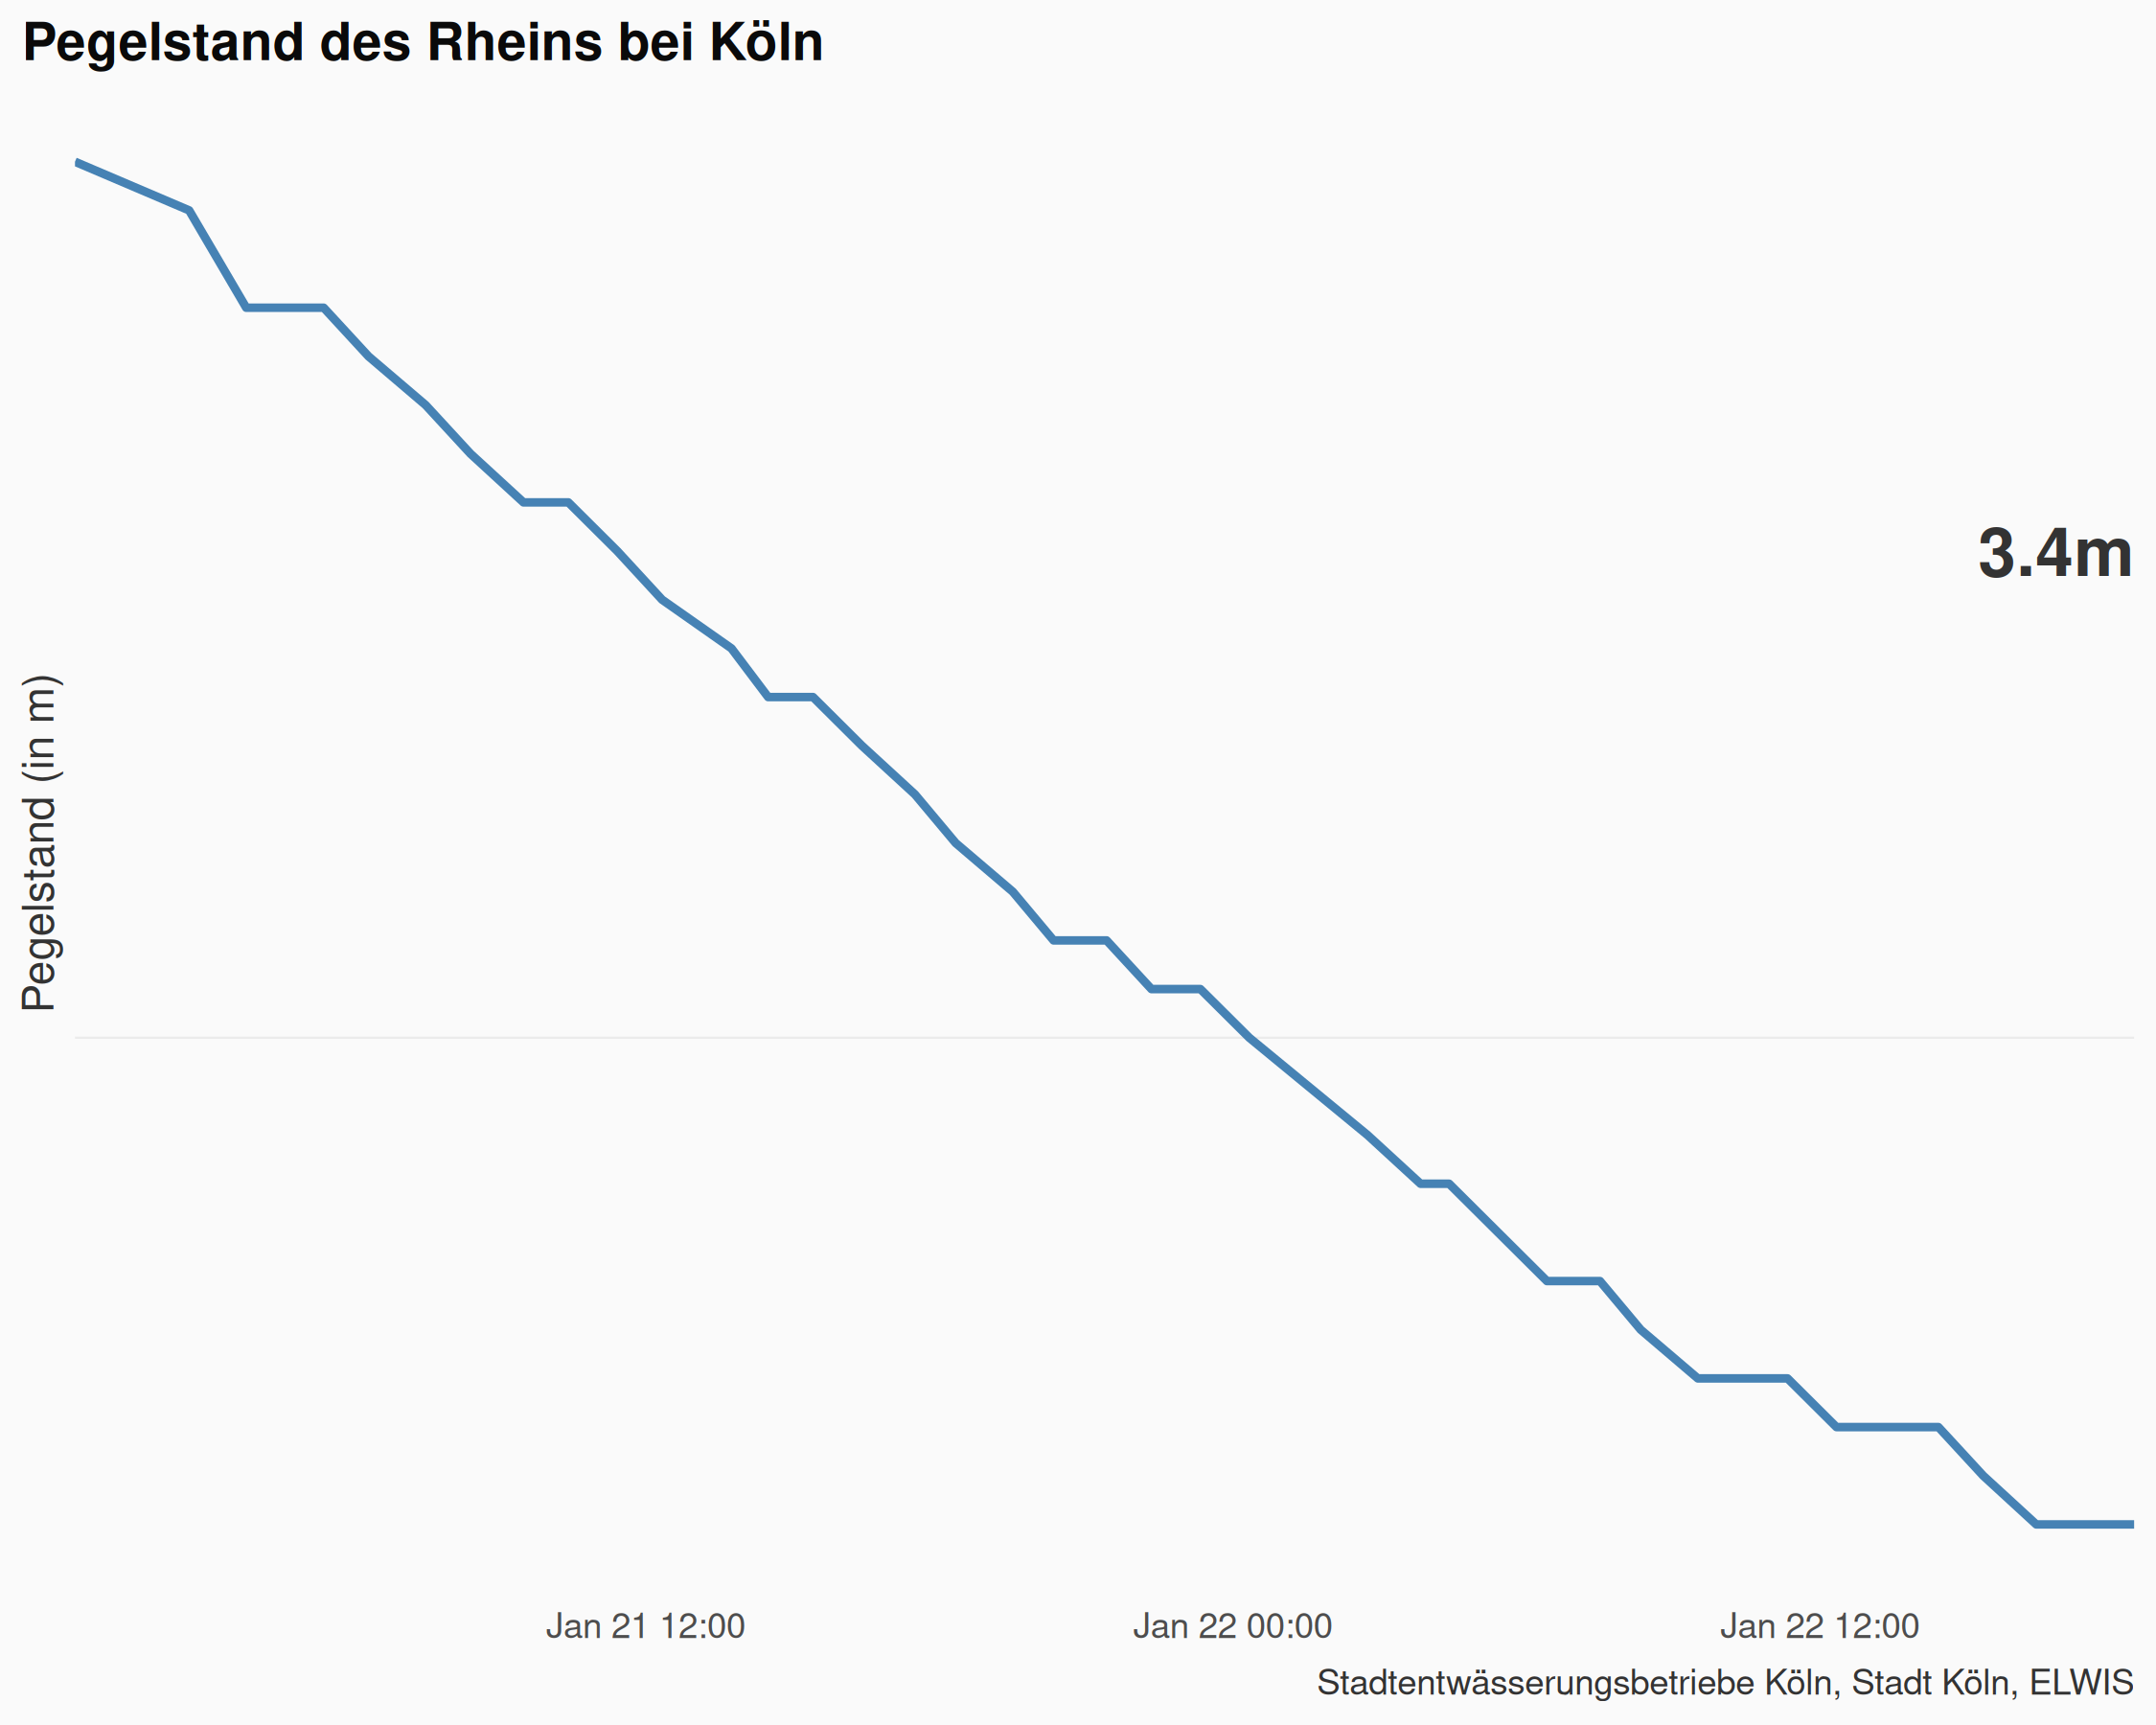 Pegelstand des Rheins bei Köln
3.4m
Pegelstand (in m)
Jan 21 12:00
Jan 22 00:00
Jan 22 12:00
Stadtentwässerungsbetriebe Köln, Stadt Köln, ELWIS